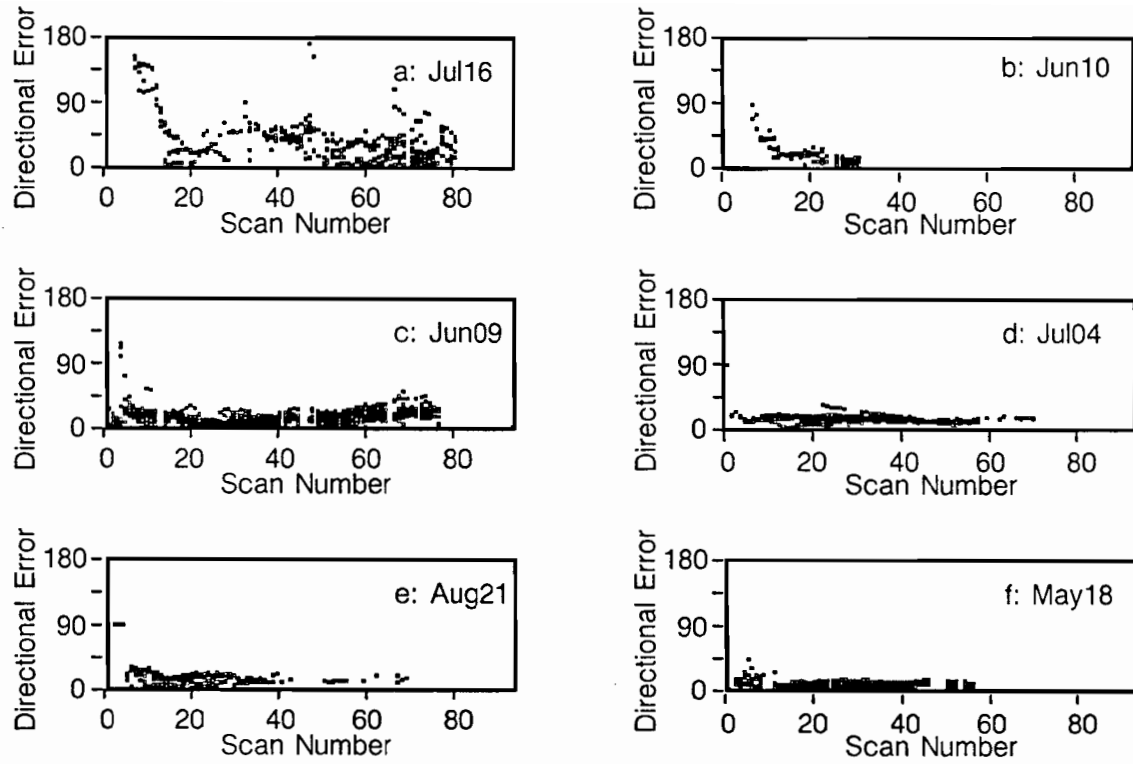 Directional Error
180
90
0
a: Jul16
0 20 40 60 80
Scan Number
Directional Error
180
90
0
b: Jun10
0 20 40 60 80
Scan Number
Directional Error
180
90
0
c: Jun09
0 20 40 60 80
Scan Number
Directional Error
180
90
0
d: Jul04
0 20 40 60 80
Scan Number
Directional Error
180
90
0
e: Aug21
0 20 40 60 80
Scan Number
Directional Error
180
90
0
f: May18
0 20 40 60 80
Scan Number